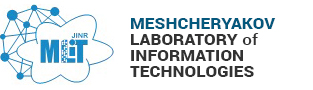 JINR
MLIT
MESHCHERYAKOV
LABORATORY of
INFORMATION
TECHNOLOGIES